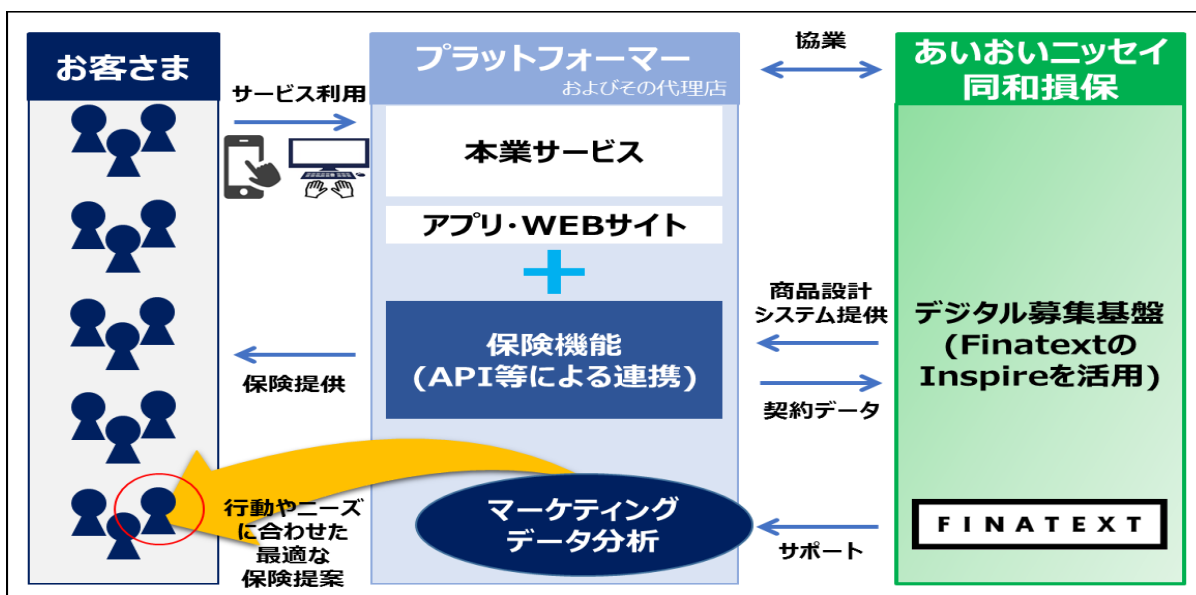 お客さま
サービス利用
保険提供
行動やニーズ
に合わせた
最適な
保険提案
プラットフォーマー
およびその代理店
本業サービス
アプリ・WEBサイト
保険機能
(API等による連携)
マーケティング
データ分析
協業
商品設計
システム提供
契約データ
サポート
あいおいニッセイ
同和損保
デジタル募集基盤
(Finatextの
Inspireを活用)
FINATEXT